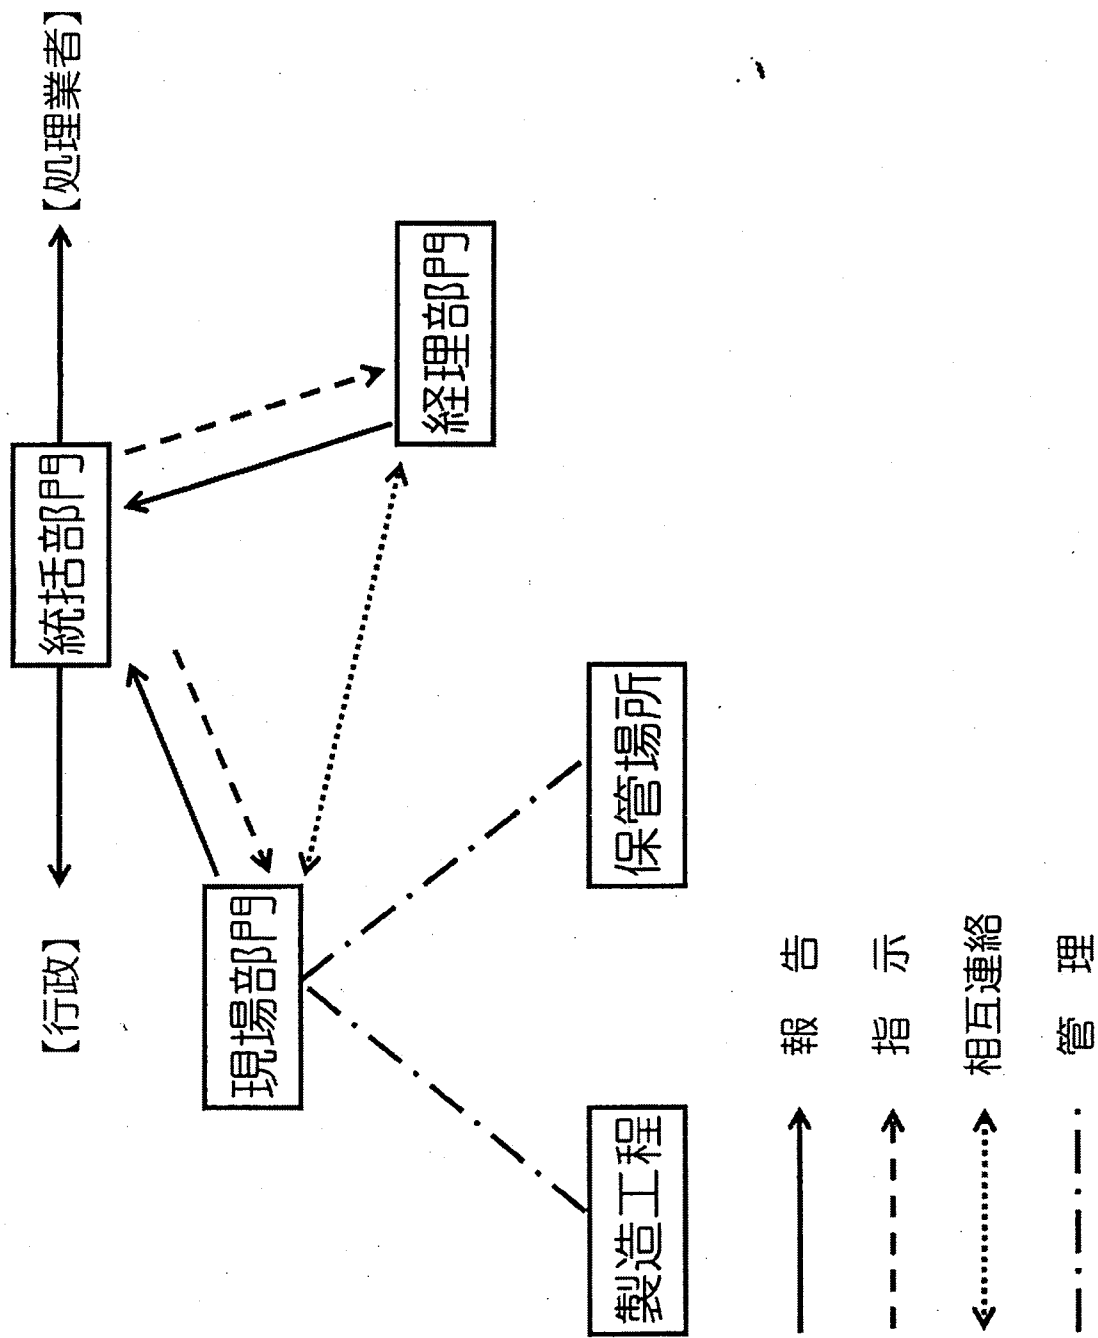 【行政】
統括部門
【処理業者】
現場部門
経理部門
製造工程
保管場所
報告
指示
相互連絡
管理